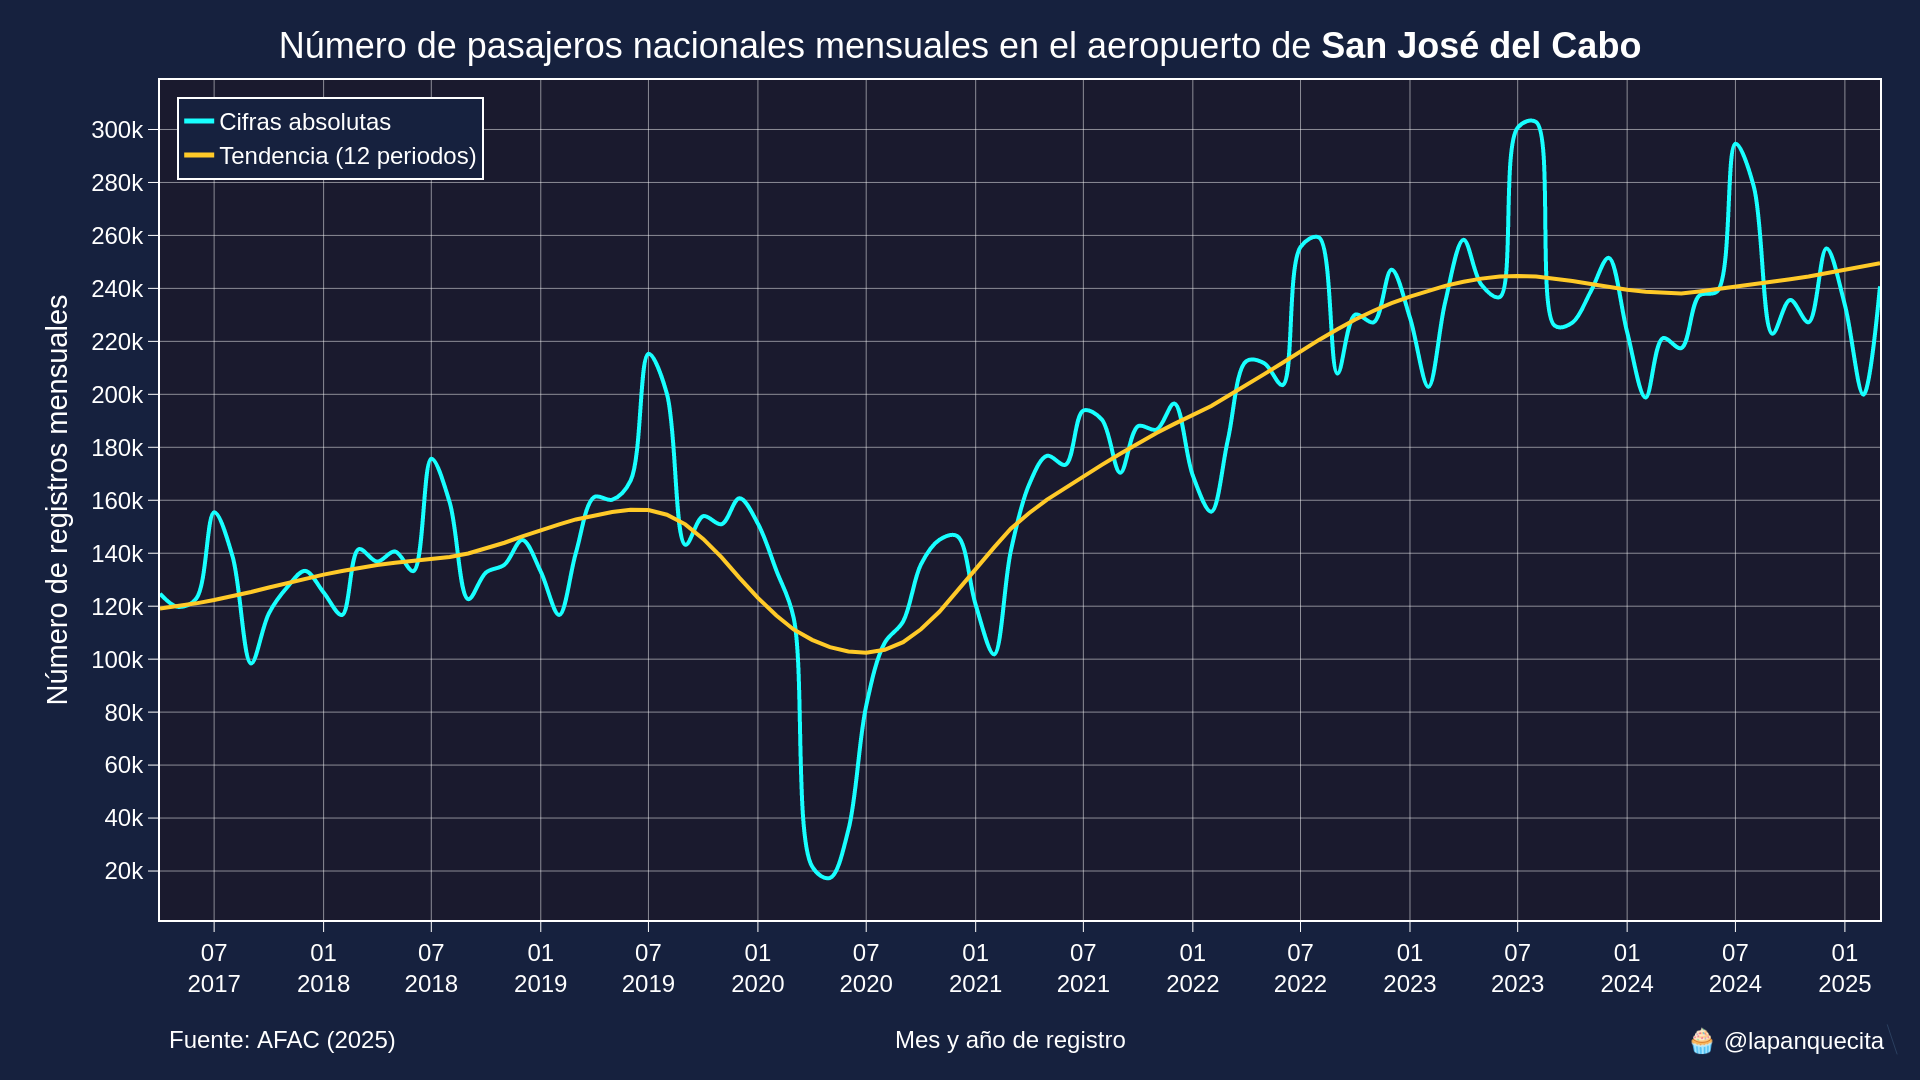 Número de pasajeros nacionales mensuales en el aeropuerto de San José del Cabo
Cifras absolutas
Tendencia (12 periodos)
Número de registros mensuales
300k
280k
260k
240k
220k
200k
180k
160k
140k
120k
100k
80k
60k
40k
20k
07 01 07 01 07 01 07 01 07 01 07 01 07 01 07 01
2017 2018 2018 2019 2019 2020 2020 2021 2021 2022 2022 2023 2023 2024 2024 2025
Fuente: AFAC (2025)
Mes y año de registro
🧁 @lapanquecita